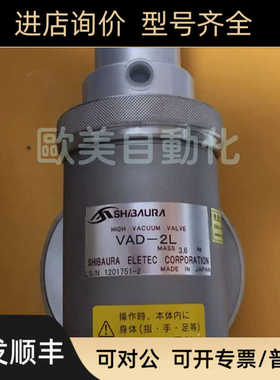 进店询价 型号齐全
歐美自動化
SHIBAURA
HIGH VACUUM VALVE
VAD-2L
MASS 3.6
SHIBAURA ELETEC CORPORATION
S/N 1201751-2 MADE IN JAPAN
作動時、本体内に
身体(指・手・足等)
发顺丰
可对公 可开专票/普